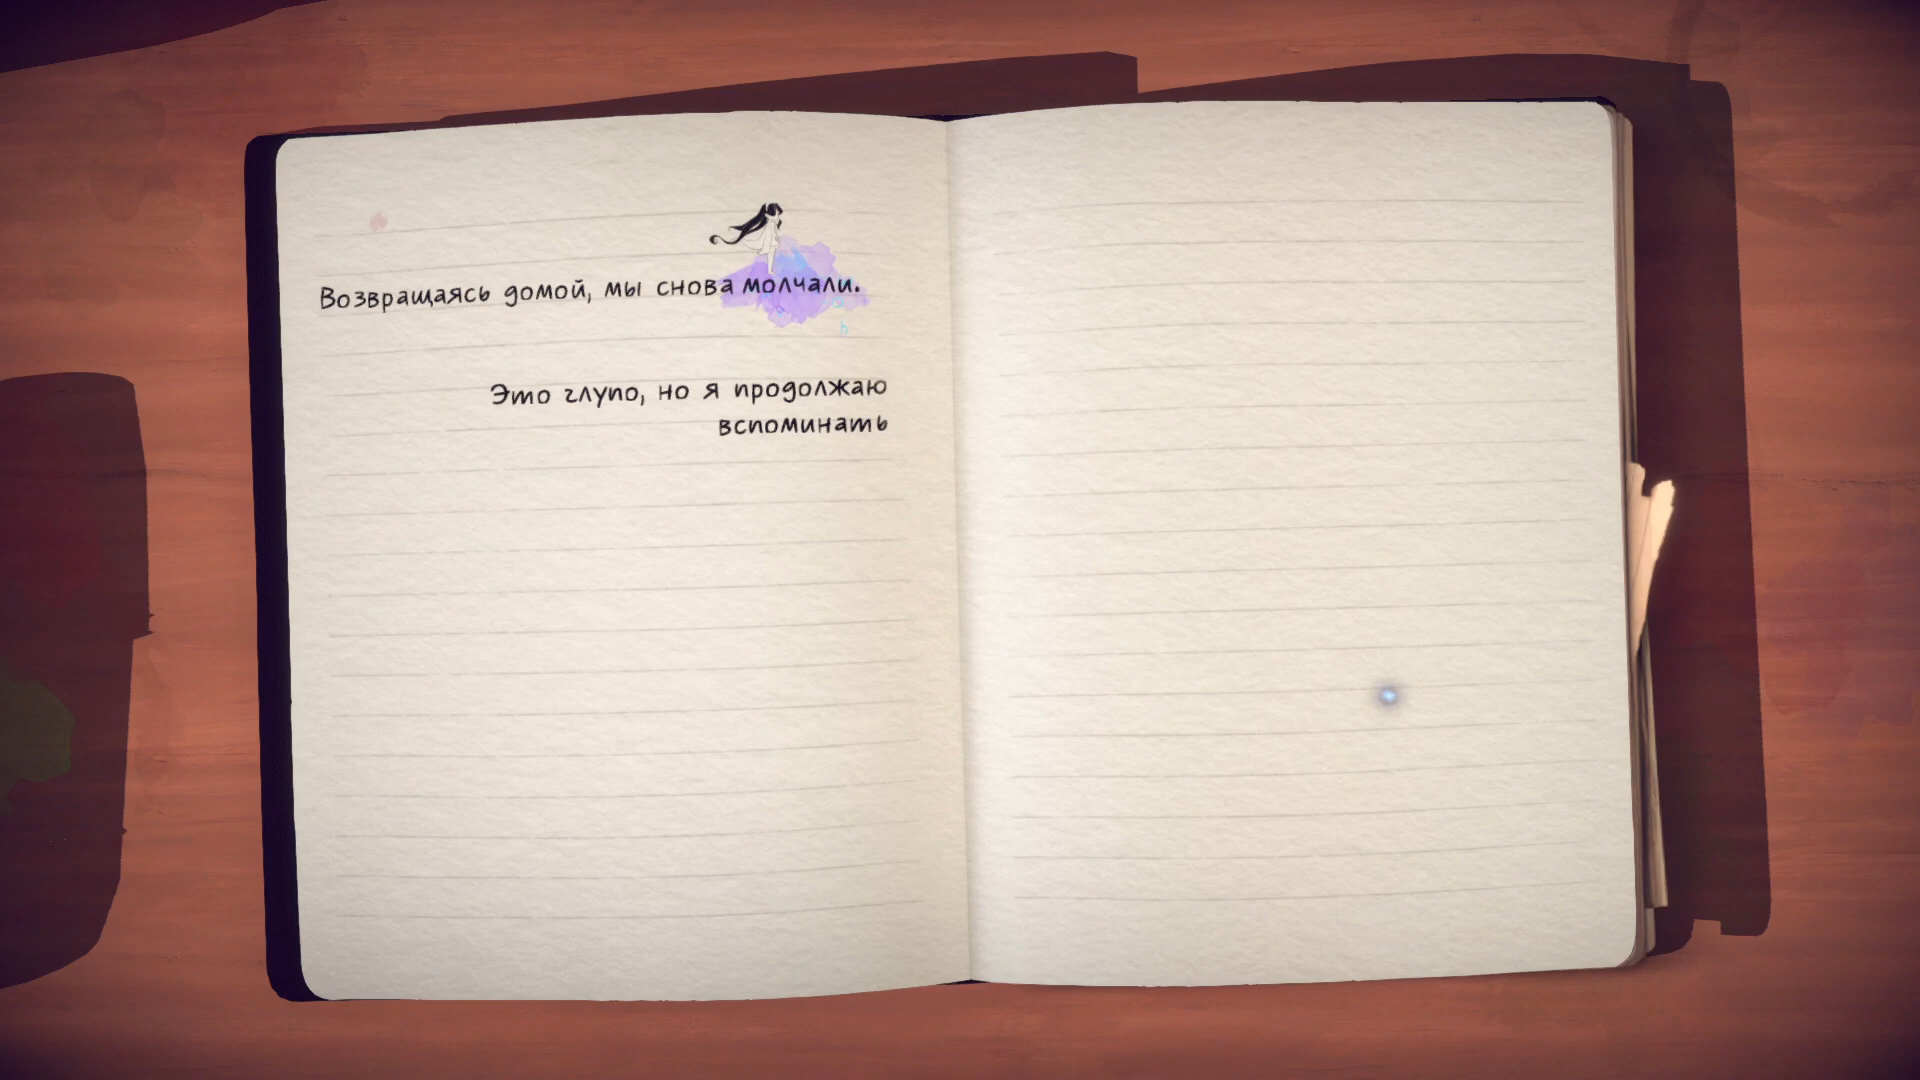 Возвращаясь домой, мы снова молчали.
Это глупо, но я продолжаю
вспоминать